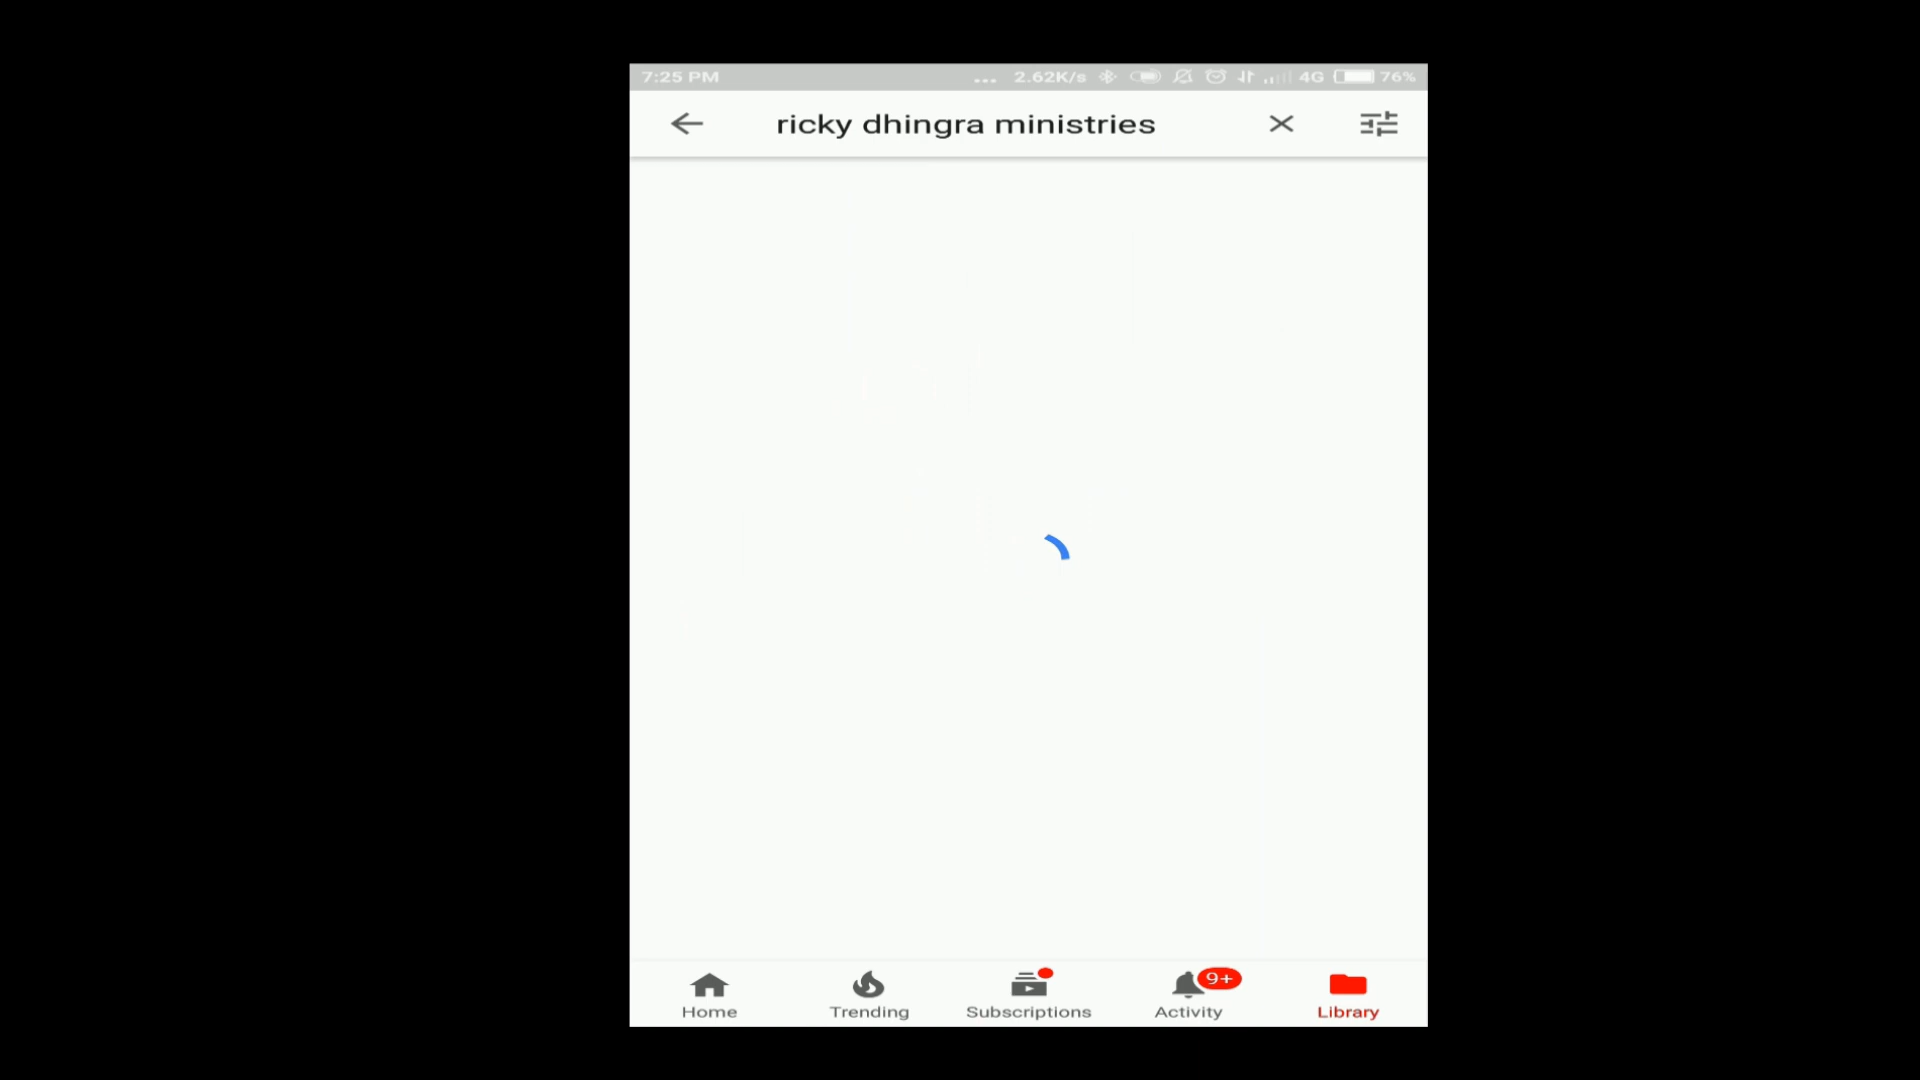 7:25 PM ... 2.62K/s 4G 76%
ricky dhingra ministries
9+
Home Trending Subscriptions Activity Library